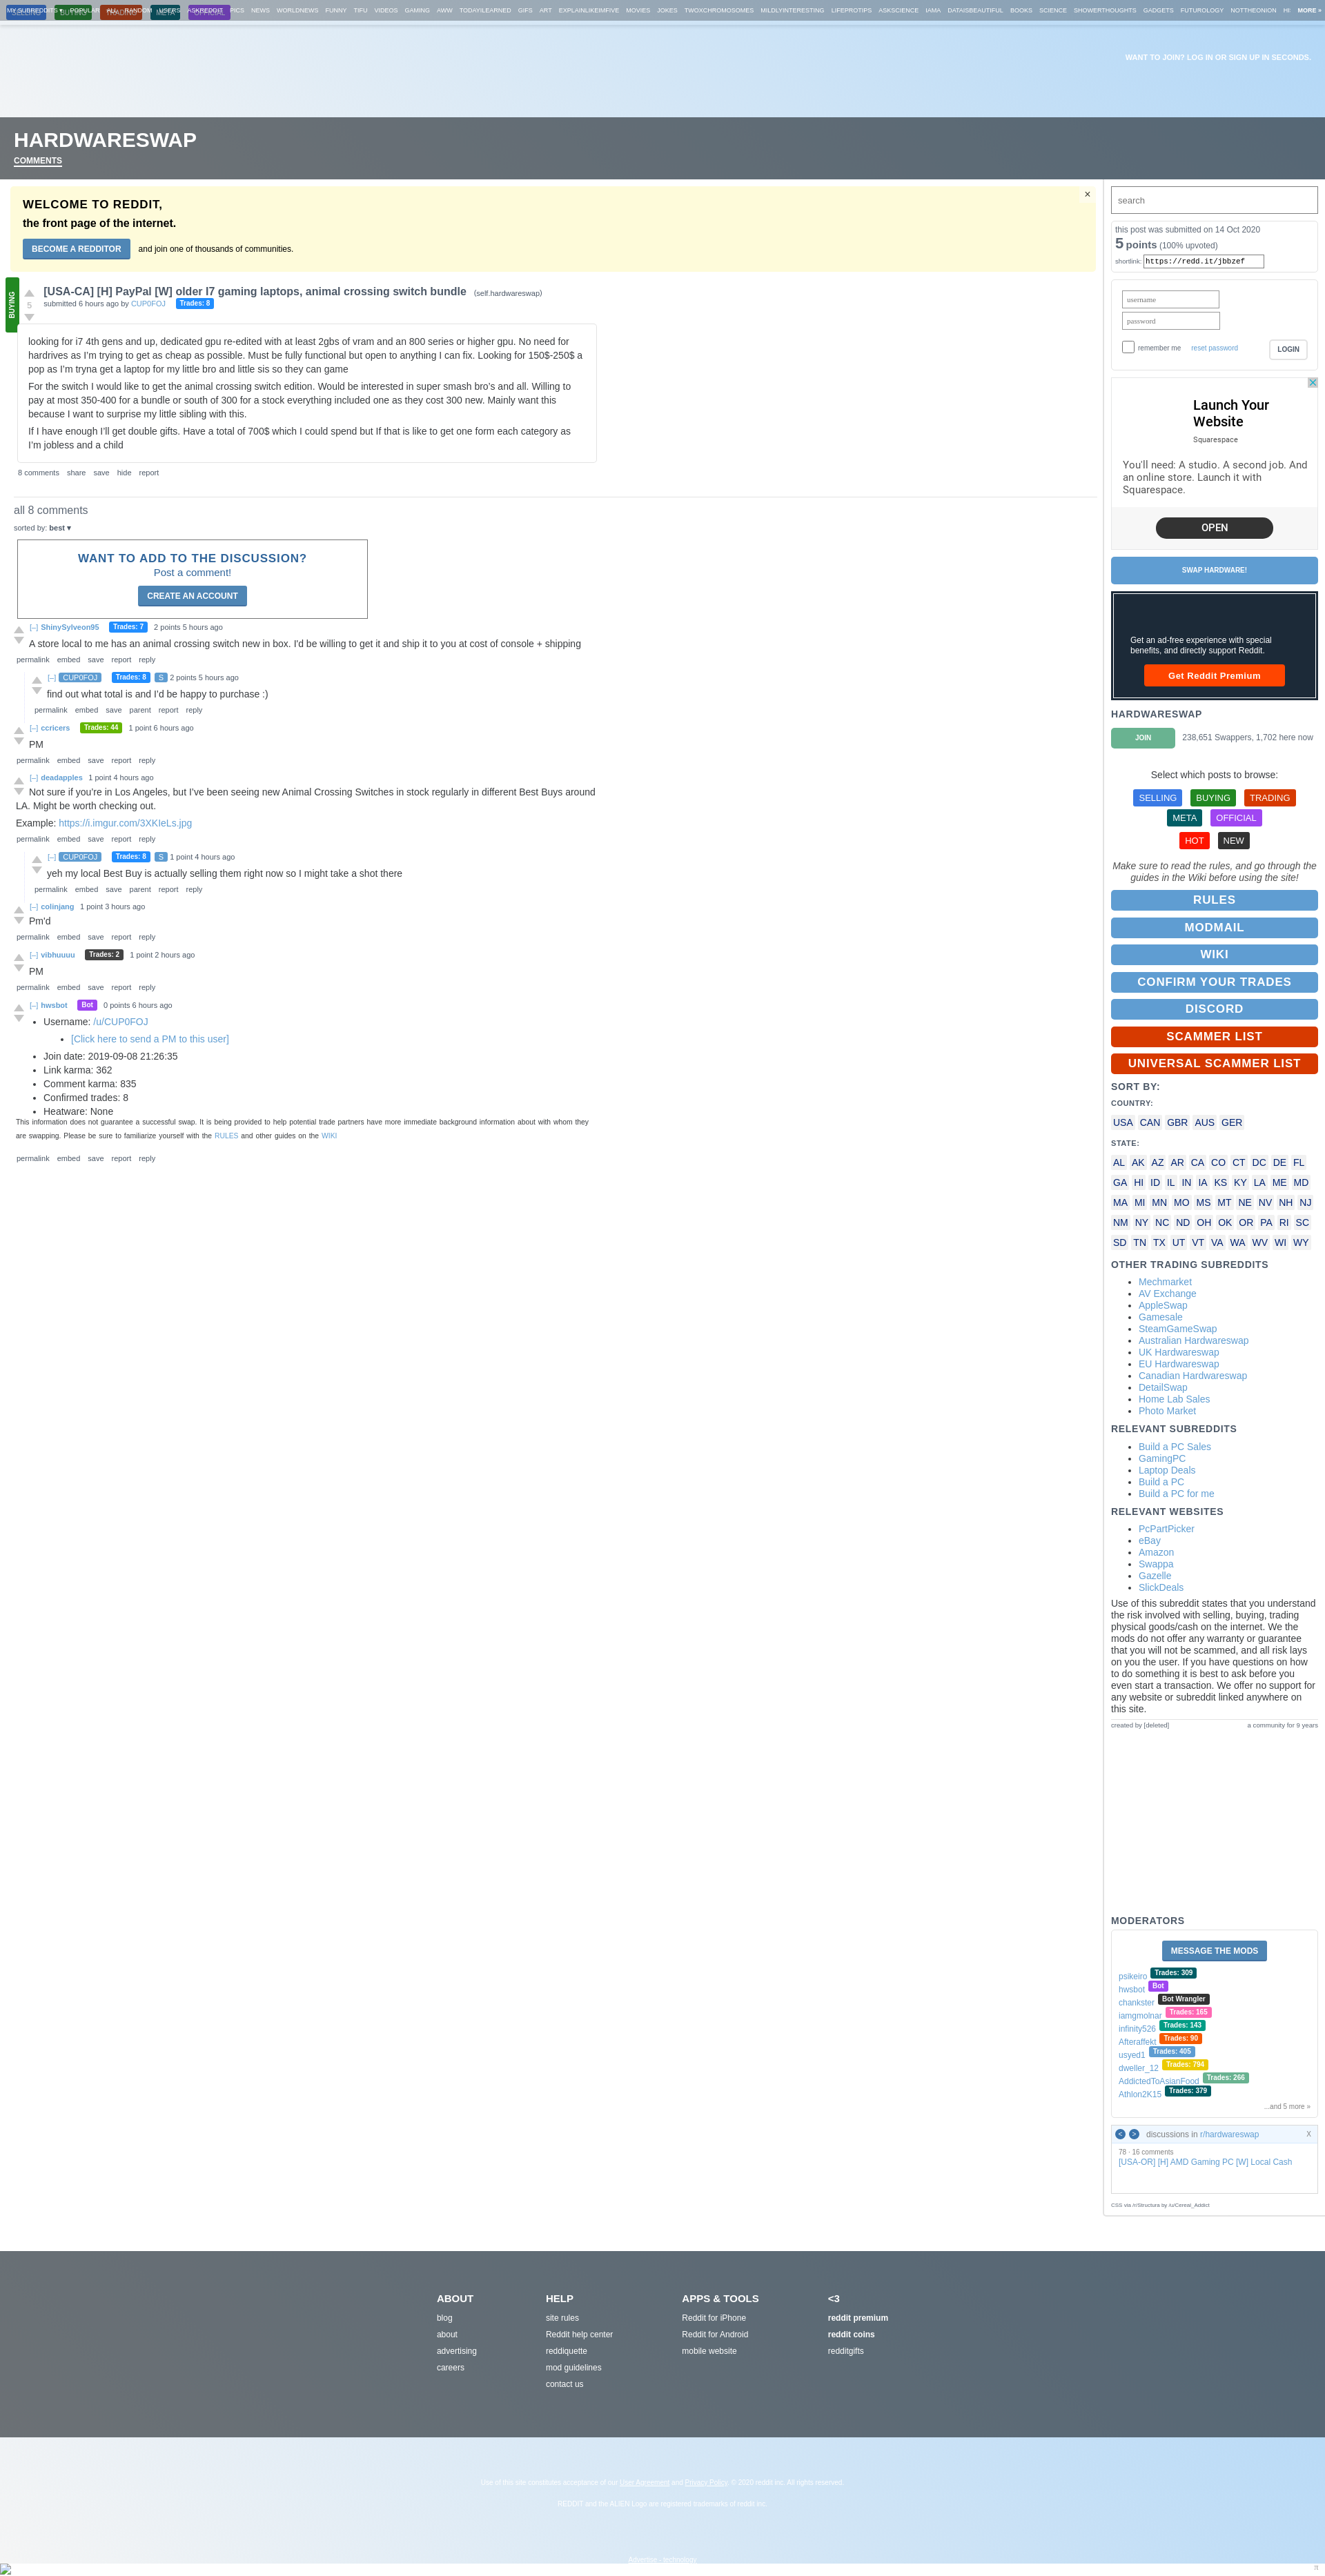 MY SUBREDDITS ▾ POPULAR ALL RANDOM USERS ASKREDDIT PICS NEWS WORLDNEWS FUNNY TIFU VIDEOS GAMING AWW TODAYILEARNED GIFS ART EXPLAINLIKEIMFIVE MOVIES JOKES TWOXCHROMOSOMES MILDLYINTERESTING LIFEPROTIPS ASKSCIENCE IAMA DATAISBEAUTIFUL BOOKS SCIENCE SHOWERTHOUGHTS GADGETS FUTUROLOGY NOTTHEONION MORE »
SELLING BUYING TRADING META OFFICIAL
WANT TO JOIN? LOG IN OR SIGN UP IN SECONDS.
HARDWARESWAP
COMMENTS
×
WELCOME TO REDDIT,
the front page of the internet.
BECOME A REDDITOR and join one of thousands of communities.
BUYING
5
[USA-CA] [H] PayPal [W] older I7 gaming laptops, animal crossing switch bundle (self.hardwareswap)
submitted 6 hours ago by CUP0FOJ Trades: 8
looking for i7 4th gens and up, dedicated gpu re-edited with at least 2gbs of vram and an 800 series or higher gpu. No need for
hardrives as I’m trying to get as cheap as possible. Must be fully functional but open to anything I can fix. Looking for 150$-250$ a
pop as I’m tryna get a laptop for my little bro and little sis so they can game
For the switch I would like to get the animal crossing switch edition. Would be interested in super smash bro’s and all. Willing to
pay at most 350-400 for a bundle or south of 300 for a stock everything included one as they cost 300 new. Mainly want this
because I want to surprise my little sibling with this.
If I have enough I’ll get double gifts. Have a total of 700$ which I could spend but If that is like to get one form each category as
I’m jobless and a child
8 comments share save hide report
all 8 comments
sorted by: best ▾
WANT TO ADD TO THE DISCUSSION?
Post a comment!
CREATE AN ACCOUNT
[–] ShinySylveon95 Trades: 7 2 points 5 hours ago
A store local to me has an animal crossing switch new in box. I'd be willing to get it and ship it to you at cost of console + shipping
permalink embed save report reply
[–] CUP0FOJ Trades: 8 S 2 points 5 hours ago
find out what total is and I’d be happy to purchase :)
permalink embed save parent report reply
[–] ccricers Trades: 44 1 point 6 hours ago
PM
permalink embed save report reply
[–] deadapples 1 point 4 hours ago
Not sure if you're in Los Angeles, but I've been seeing new Animal Crossing Switches in stock regularly in different Best Buys around
LA. Might be worth checking out.
Example: https://i.imgur.com/3XKIeLs.jpg
permalink embed save report reply
[–] CUP0FOJ Trades: 8 S 1 point 4 hours ago
yeh my local Best Buy is actually selling them right now so I might take a shot there
permalink embed save parent report reply
[–] colinjang 1 point 3 hours ago
Pm'd
permalink embed save report reply
[–] vibhuuuu Trades: 2 1 point 2 hours ago
PM
permalink embed save report reply
[–] hwsbot Bot 0 points 6 hours ago
• Username: /u/CUP0FOJ
• [Click here to send a PM to this user]
• Join date: 2019-09-08 21:26:35
• Link karma: 362
• Comment karma: 835
• Confirmed trades: 8
• Heatware: None
This information does not guarantee a successful swap. It is being provided to help potential trade partners have more immediate background information about with whom they
are swapping. Please be sure to familiarize yourself with the RULES and other guides on the WIKI
permalink embed save report reply
search
this post was submitted on 14 Oct 2020
5 points (100% upvoted)
shortlink: https://redd.it/jbbzef
username
password
remember me reset password LOGIN
Launch Your
Website
Squarespace
You'll need: A studio. A second job. And
an online store. Launch it with
Squarespace.
OPEN
SWAP HARDWARE!
Get an ad-free experience with special
benefits, and directly support Reddit.
Get Reddit Premium
HARDWARESWAP
JOIN 238,651 Swappers, 1,702 here now
Select which posts to browse:
SELLING BUYING TRADING
META OFFICIAL
HOT NEW
Make sure to read the rules, and go through the
guides in the Wiki before using the site!
RULES
MODMAIL
WIKI
CONFIRM YOUR TRADES
DISCORD
SCAMMER LIST
UNIVERSAL SCAMMER LIST
SORT BY:
COUNTRY:
USA CAN GBR AUS GER
STATE:
AL AK AZ AR CA CO CT DC DE FL
GA HI ID IL IN IA KS KY LA ME MD
MA MI MN MO MS MT NE NV NH NJ
NM NY NC ND OH OK OR PA RI SC
SD TN TX UT VT VA WA WV WI WY
OTHER TRADING SUBREDDITS
• Mechmarket
• AV Exchange
• AppleSwap
• Gamesale
• SteamGameSwap
• Australian Hardwareswap
• UK Hardwareswap
• EU Hardwareswap
• Canadian Hardwareswap
• DetailSwap
• Home Lab Sales
• Photo Market
RELEVANT SUBREDDITS
• Build a PC Sales
• GamingPC
• Laptop Deals
• Build a PC
• Build a PC for me
RELEVANT WEBSITES
• PcPartPicker
• eBay
• Amazon
• Swappa
• Gazelle
• SlickDeals
Use of this subreddit states that you understand
the risk involved with selling, buying, trading
physical goods/cash on the internet. We the
mods do not offer any warranty or guarantee
that you will not be scammed, and all risk lays
on you the user. If you have questions on how
to do something it is best to ask before you
even start a transaction. We offer no support for
any website or subreddit linked anywhere on
this site.
created by [deleted] a community for 9 years
MODERATORS
MESSAGE THE MODS
psikeiro Trades: 309
hwsbot Bot
chankster Bot Wrangler
iamgmolnar Trades: 165
infinity526 Trades: 143
Afteraffekt Trades: 90
usyed1 Trades: 405
dweller_12 Trades: 794
AddictedToAsianFood Trades: 266
Athlon2K15 Trades: 379
...and 5 more »
< > discussions in r/hardwareswap X
78 · 16 comments
[USA-OR] [H] AMD Gaming PC [W] Local Cash
CSS via /r/Structura by /u/Cereal_Addict
ABOUT
blog
about
advertising
careers
HELP
site rules
Reddit help center
reddiquette
mod guidelines
contact us
APPS & TOOLS
Reddit for iPhone
Reddit for Android
mobile website
<3
reddit premium
reddit coins
redditgifts
Use of this site constitutes acceptance of our User Agreement and Privacy Policy. © 2020 reddit inc. All rights reserved.
REDDIT and the ALIEN Logo are registered trademarks of reddit inc.
Advertise - technology
π